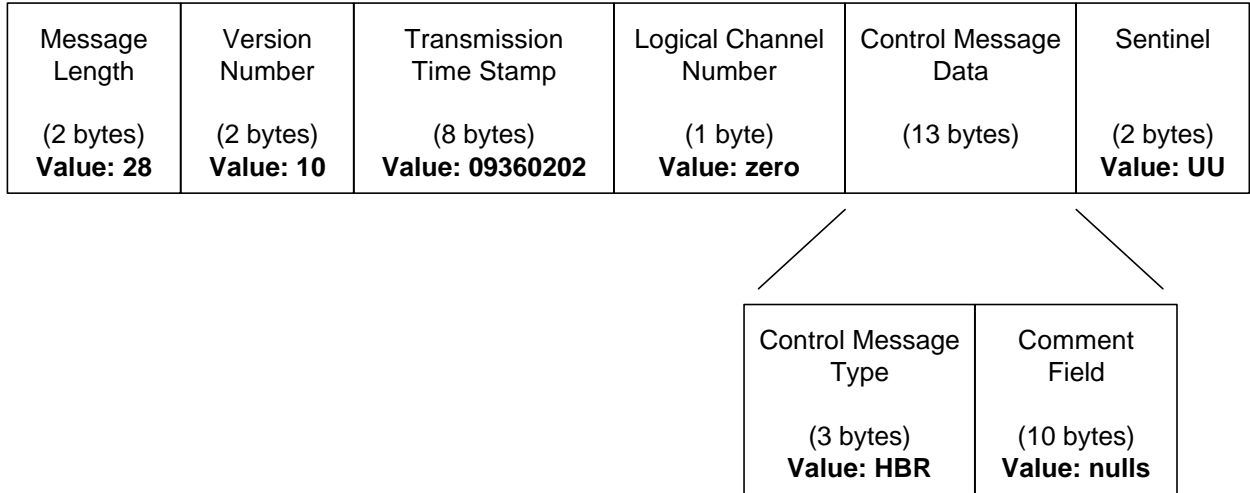 Message
Length
(2 bytes)
Value: 28
Version
Number
(2 bytes)
Value: 10
Transmission
Time Stamp
(8 bytes)
Value: 09360202
Logical Channel
Number
(1 byte)
Value: zero
Control Message
Data
(13 bytes)
Sentinel
(2 bytes)
Value: UU
Control Message
Type
(3 bytes)
Value: HBR
Comment
Field
(10 bytes)
Value: nulls